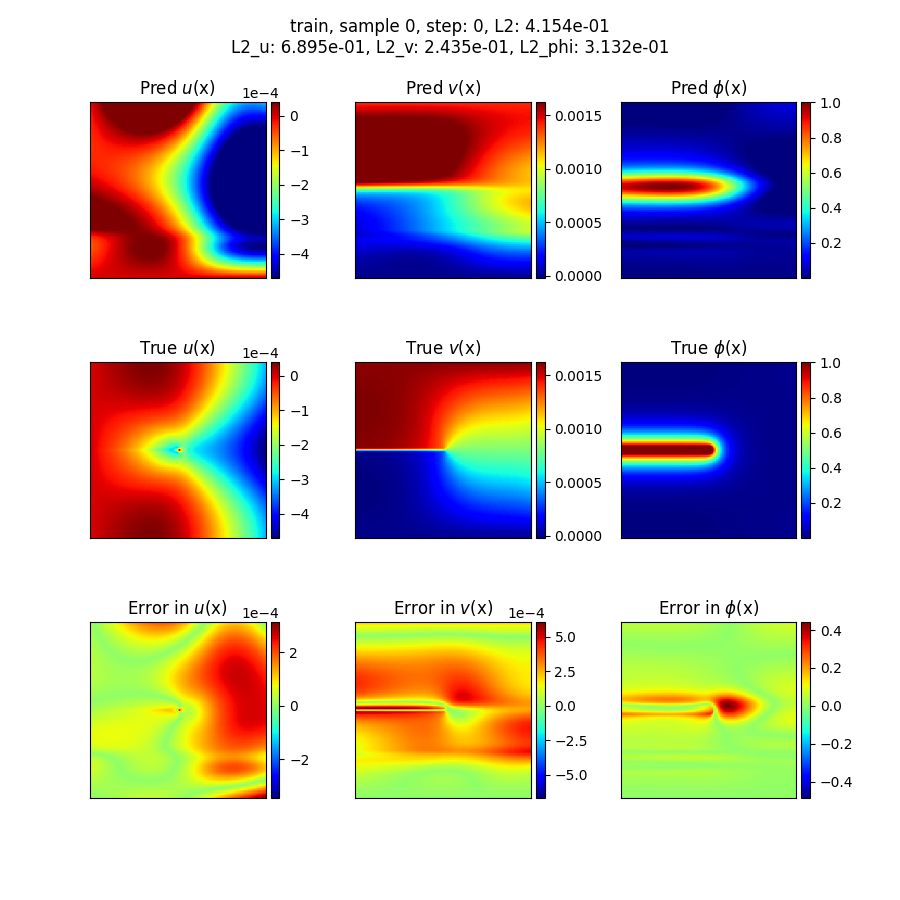 train, sample 0, step: 0, L2: 4.154e-01
L2_u: 6.895e-01, L2_v: 2.435e-01, L2_phi: 3.132e-01
Pred u(x)
1e−4
0
−1
−2
−3
−4
Pred v(x)
0.0015
0.0010
0.0005
0.0000
Pred ϕ(x)
1.0
0.8
0.6
0.4
0.2
True u(x)
1e−4
0
−1
−2
−3
−4
True v(x)
0.0015
0.0010
0.0005
0.0000
True ϕ(x)
1.0
0.8
0.6
0.4
0.2
Error in u(x)
1e−4
2
0
−2
Error in v(x)
1e−4
5.0
2.5
0.0
−2.5
−5.0
Error in ϕ(x)
0.4
0.2
0.0
−0.2
−0.4